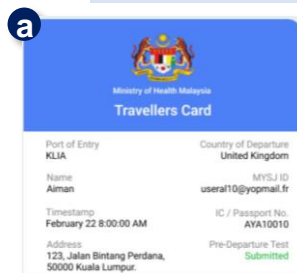 a
Ministry of Health Malaysia
Travellers Card
Port of Entry
Country of Departure
KLIA
United Kingdom
Name
MYSJ ID
Aiman
useral10@yopmail.fr
Timestamp
IC / Passport No.
February 22 8:00:00 AM
AYA10010
Address
Pre-Departure Test
123, Jalan Bintang Perdana,
Submitted
50000 Kuala Lumpur.